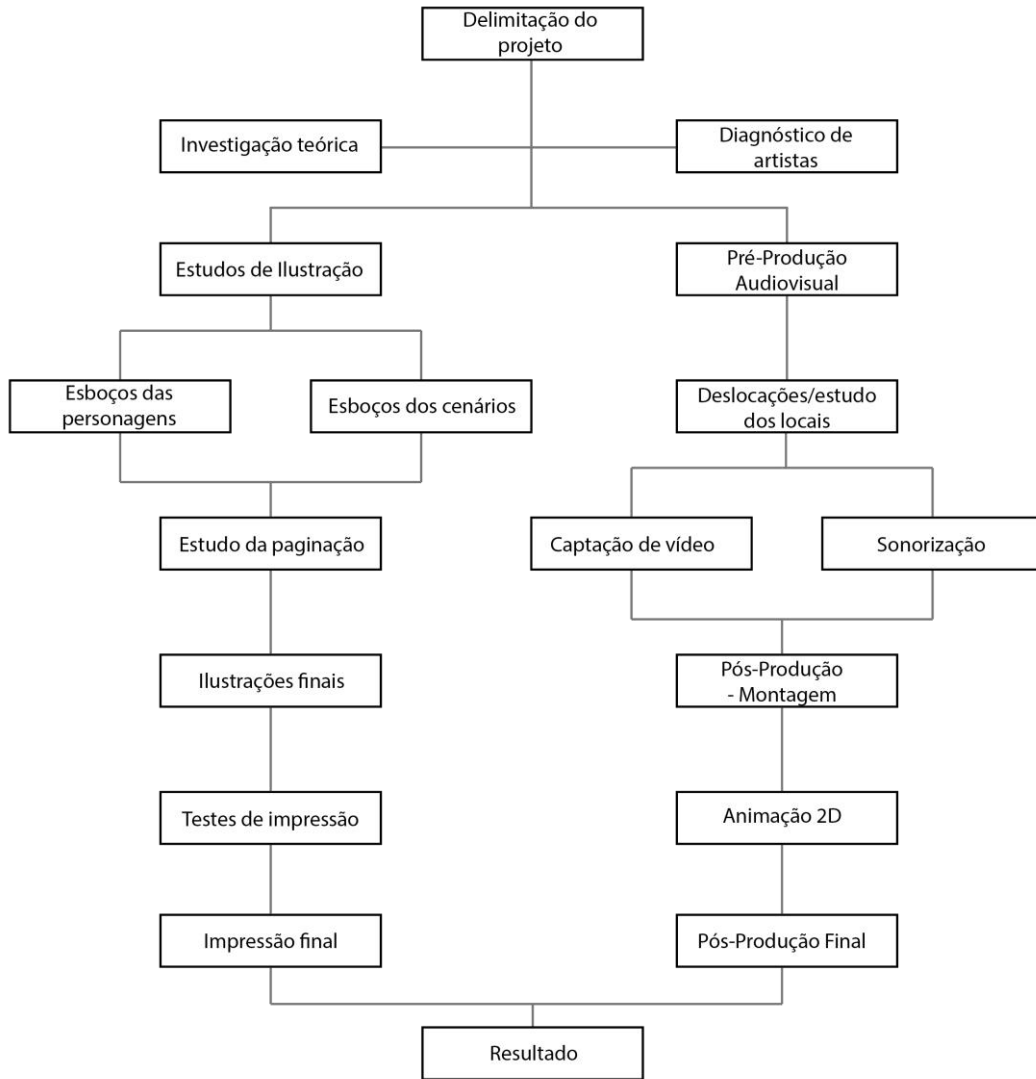 Delimitação do
projeto
Investigação teórica
Diagnóstico de
artistas
Estudos de Ilustração
Pré-Produção
Audiovisual
Esboços das
personagens
Esboços dos cenários
Deslocações/estudo
dos locais
Estudo da paginação
Captação de vídeo
Sonorização
Ilustrações finais
Pós-Produção
- Montagem
Testes de impressão
Animação 2D
Impressão final
Pós-Produção Final
Resultado